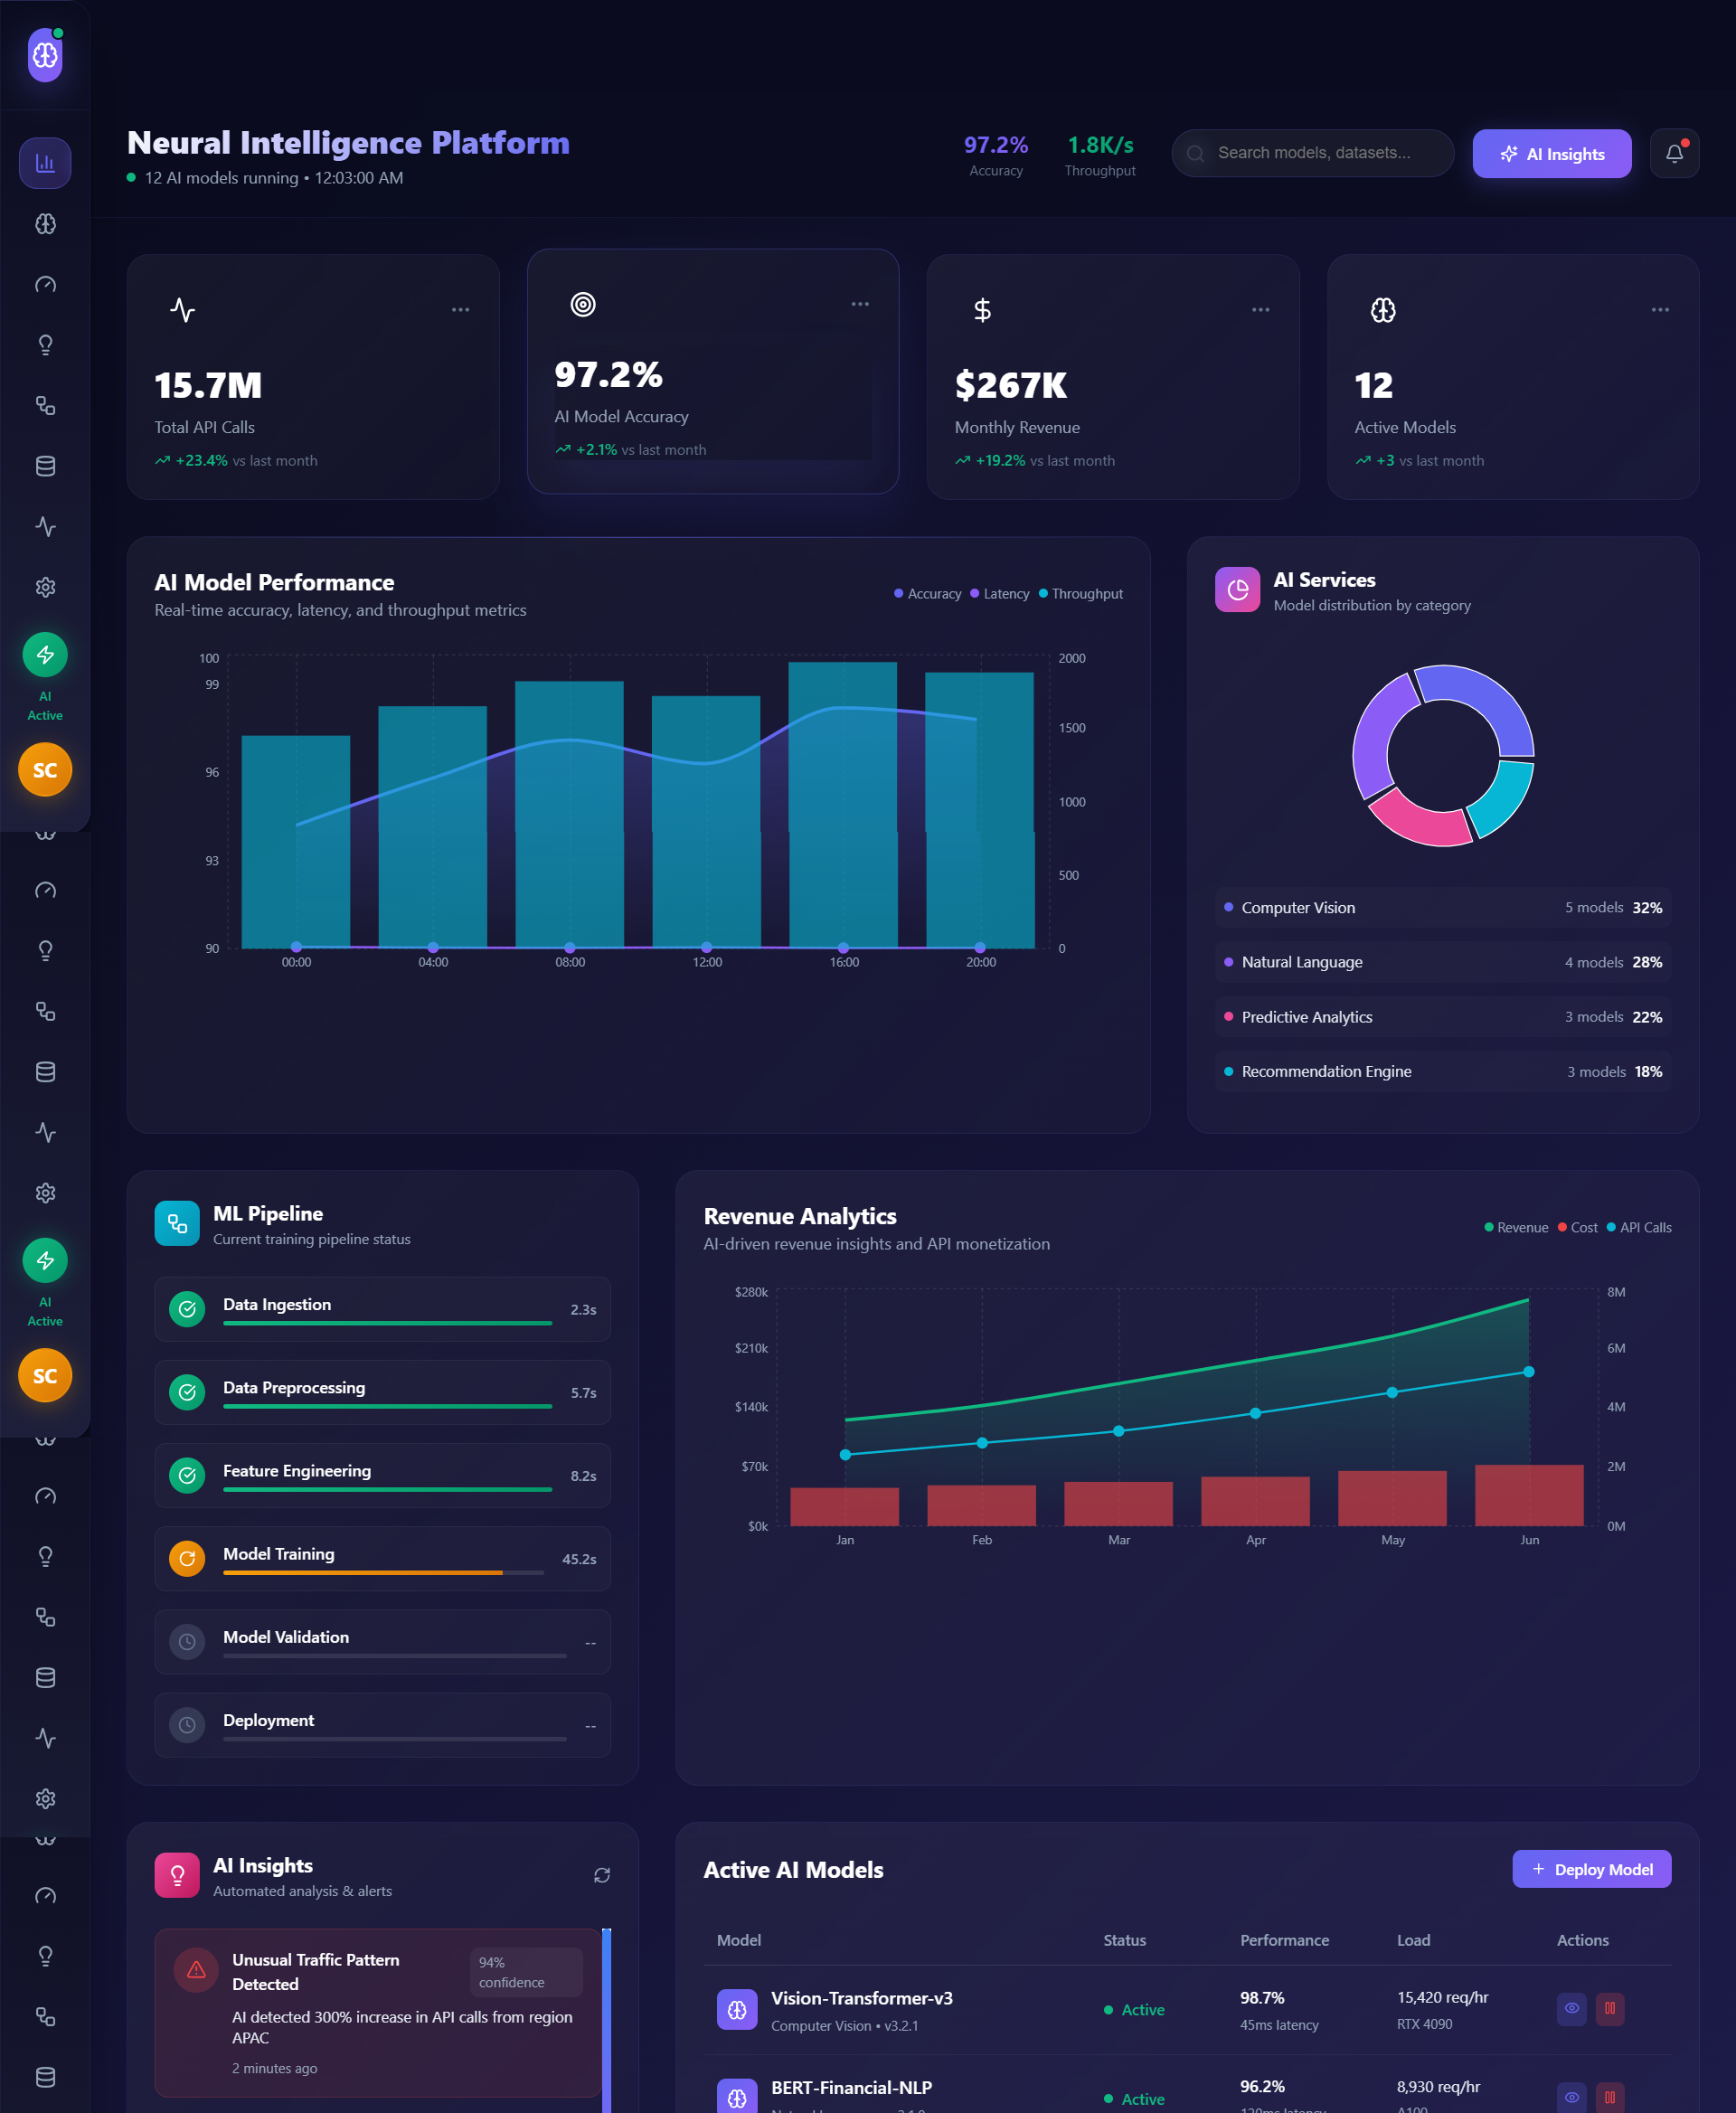 Neural Intelligence Platform
12 AI models running • 12:03:00 AM
97.2%
Accuracy
1.8K/s
Throughput
Search models, datasets...
AI Insights
15.7M
Total API Calls
+23.4% vs last month
97.2%
AI Model Accuracy
+2.1% vs last month
$267K
Monthly Revenue
+19.2% vs last month
12
Active Models
+3 vs last month
AI
Active
SC
AI Model Performance
Real-time accuracy, latency, and throughput metrics
Accuracy Latency Throughput
100
99
96
93
90
2000
1500
1000
500
0
00:00 04:00 08:00 12:00 16:00 20:00
AI Services
Model distribution by category
Computer Vision 5 models 32%
Natural Language 4 models 28%
Predictive Analytics 3 models 22%
Recommendation Engine 3 models 18%
AI
Active
SC
ML Pipeline
Current training pipeline status
Data Ingestion 2.3s
Data Preprocessing 5.7s
Feature Engineering 8.2s
Model Training 45.2s
Model Validation --
Deployment --
Revenue Analytics
AI-driven revenue insights and API monetization
Revenue Cost API Calls
$280k
$210k
$140k
$70k
$0k
8M
6M
4M
2M
0M
Jan Feb Mar Apr May Jun
AI Insights
Automated analysis & alerts
Unusual Traffic Pattern
Detected
94%
confidence
AI detected 300% increase in API calls from region
APAC
2 minutes ago
Active AI Models
Deploy Model
Model Status Performance Load Actions
Vision-Transformer-v3
Computer Vision • v3.2.1
Active
98.7%
45ms latency
15,420 req/hr
RTX 4090
BERT-Financial-NLP
Active
96.2%
8,930 req/hr